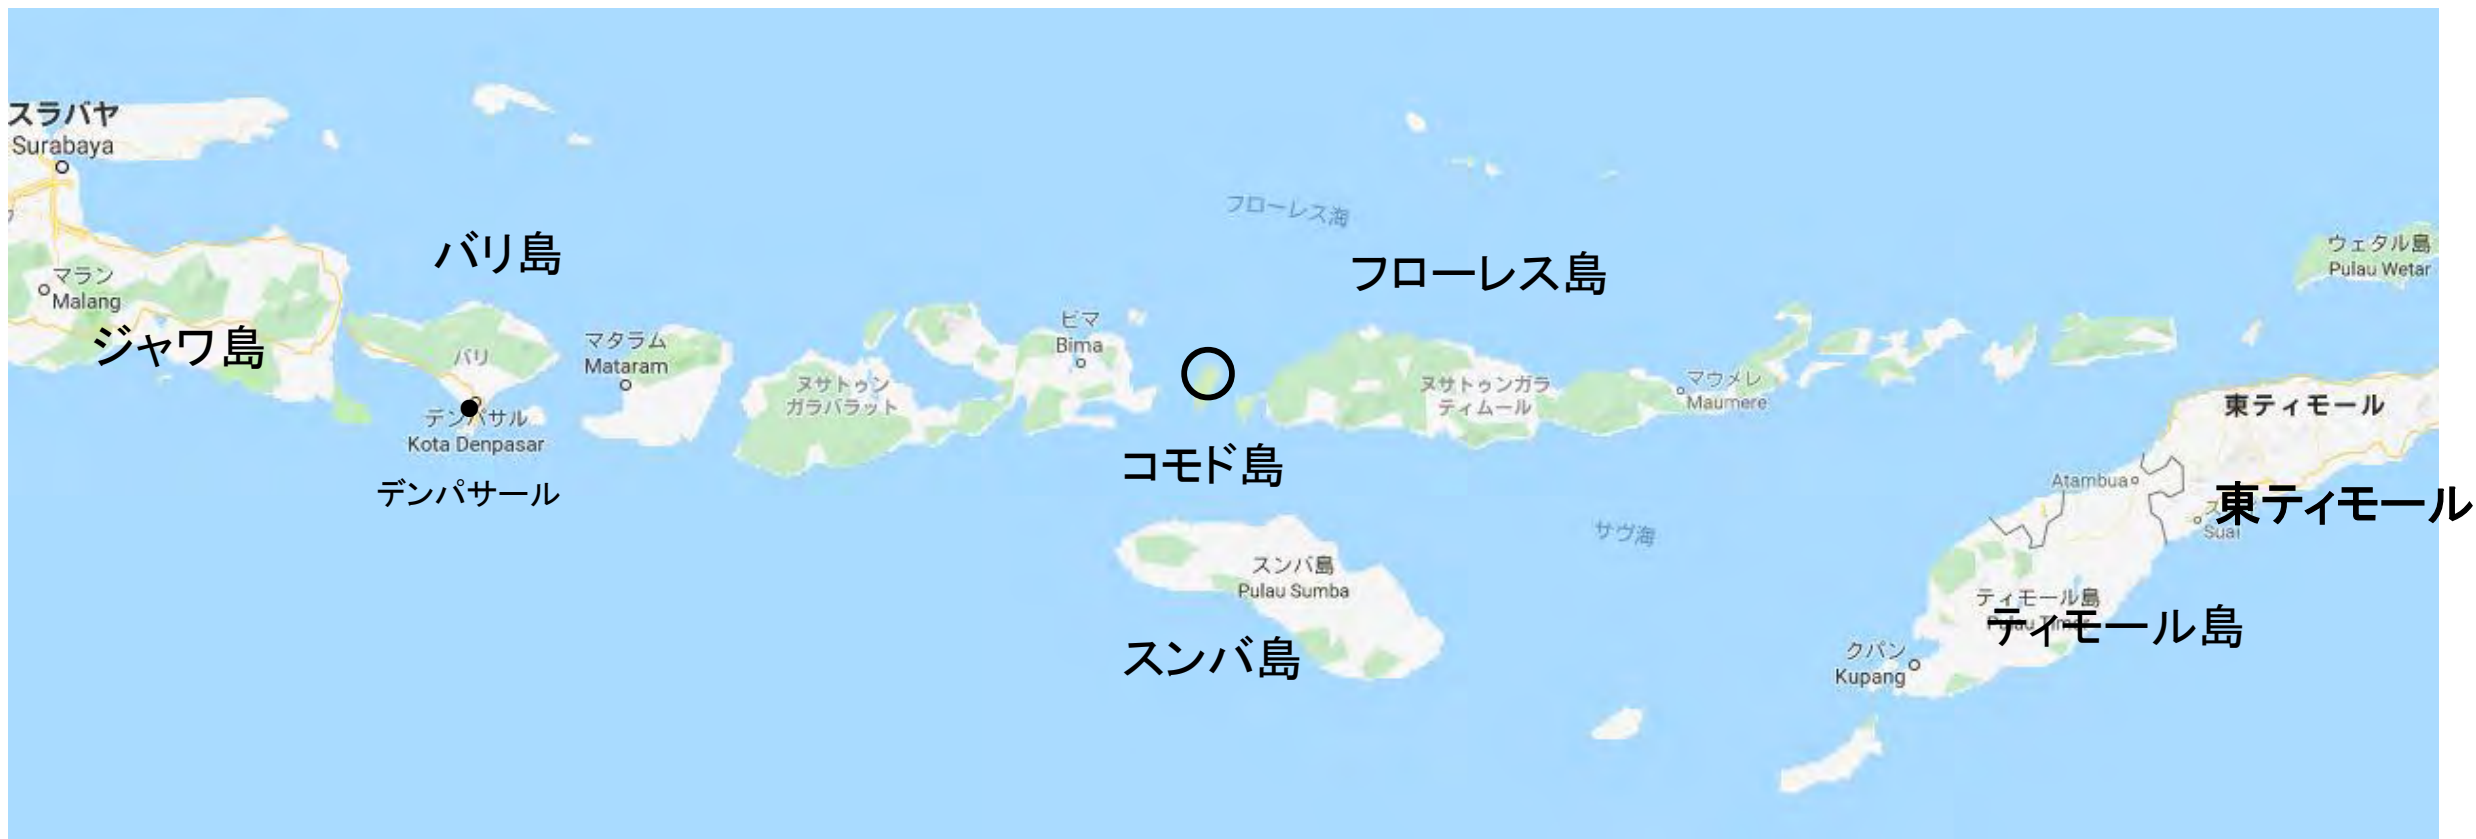 スラバヤ
Surabaya
フローレス海
バリ島
フローレス島
ウェタル島
Pulau Wetar
マラン
Malang
ジャワ島
バリ
マタラム
Mataram
ビマ
Bima
ヌサトゥン
ガラバラット
ヌサトゥンガラ
ティムール
マウメレ
Maumere
東ティモール
デンパサル
Kota Denpasar
デンパサール
コモド島
Atambua
東ティモール
Suai
サヴ海
スンバ島
Pulau Sumba
スンバ島
ティモール島
ティモール島
クパン
Kupang